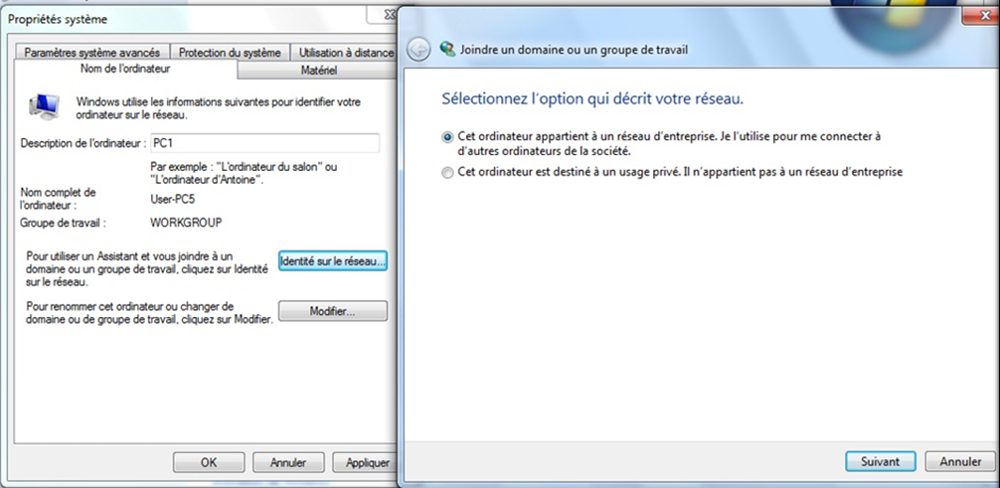 Propriétés système
Paramètres système avancés
Protection du système
Utilisation à distance
Nom de l'ordinateur
Matériel
Windows utilise les informations suivantes pour identifier votre
ordinateur sur le réseau.
Description de l'ordinateur :
PC1
Par exemple : "L'ordinateur du salon" ou
"L'ordinateur d'Antoine".
Nom complet de
l'ordinateur :
User-PC5
Groupe de travail :
WORKGROUP
Pour utiliser un Assistant et vous joindre à un
domaine ou un groupe de travail, cliquez sur Identité
sur le réseau.
Identité sur le réseau...
Pour renommer cet ordinateur ou changer de
domaine ou de groupe de travail, cliquez sur Modifier.
Modifier...
OK
Annuler
Appliquer
Joindre un domaine ou un groupe de travail
Sélectionnez l'option qui décrit votre réseau.
Cet ordinateur appartient à un réseau d'entreprise. Je l'utilise pour me connecter à
d'autres ordinateurs de la société.
Cet ordinateur est destiné à un usage privé. Il n'appartient pas à un réseau d'entreprise
Suivant
Annuler